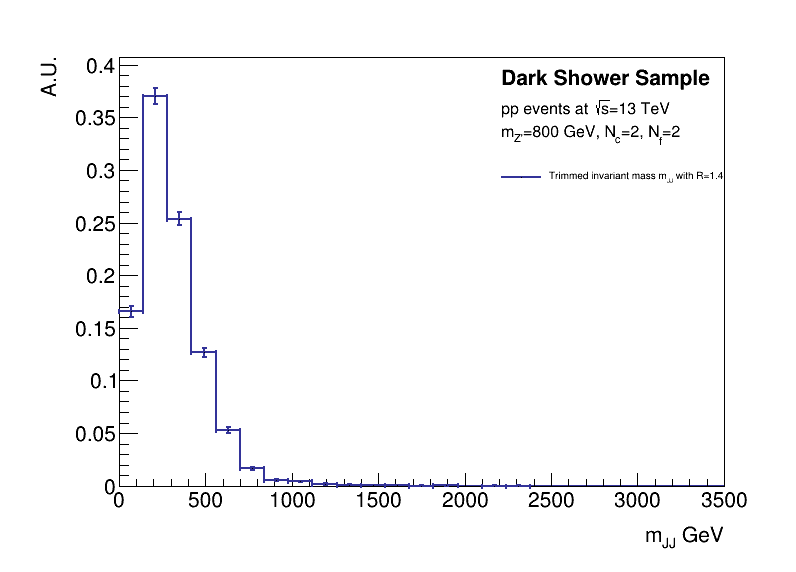 A.U.
0.4
0.35
0.3
0.25
0.2
0.15
0.1
0.05
0
Dark Shower Sample
pp events at √s=13 TeV
mZ'=800 GeV, Nc=2, Nf=2
Trimmed invariant mass mJJ with R=1.4
0 500 1000 1500 2000 2500 3000 3500
mJJ GeV